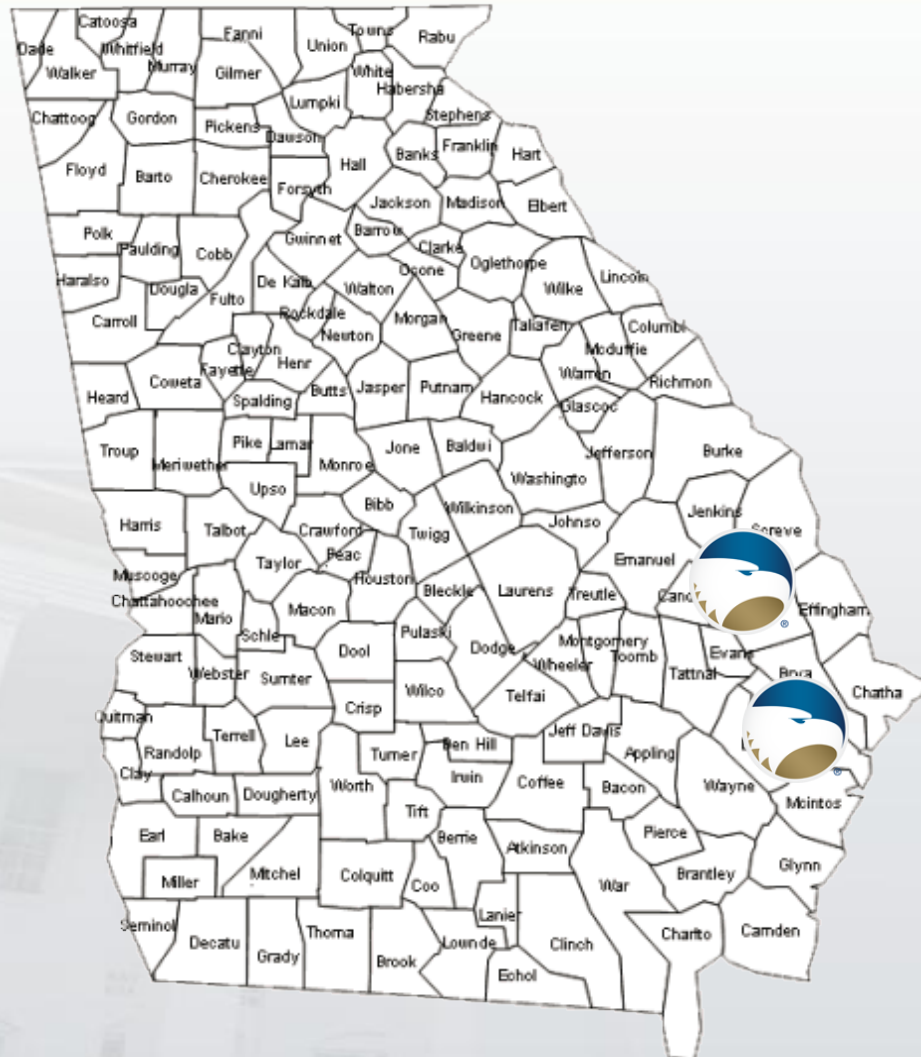 Catoosa
Towns
Fanni
Rabu
Union
Dade
Whitfield
Murray
Walker
Gilmer
White
Habersha
Lumpki
Stephens
Chattoog
Gordon
Pickens
Dawson
Franklin
Banks
Hart
Hall
Floyd
Barto
Cherokee
Forsyth
Jackson
Madison
Elbert
Polk
Barrow
Gwinnet
Paulding
Clarke
Cobb
Oglethorpe
Oconee
Haralso
De Kalb
Lincoln
Dougla
Walton
Wilke
Fulto
Rockdale
Carroll
Morgan
Taliafen
Columbi
Newton
Greene
Clayton
Mcduffie
Henr
Fayette
Warren
Coweta
Richmon
Butts
Jasper
Putnam
Heard
Spalding
Hancock
Glascoc
Pike
Lamar
Jone
Baldwi
Troup
Jefferson
Burke
Meriwether
Monroe
Washingto
Upso
Bibb
Wilkinson
Jenkins
Harris
Talbot
Crawford
Twigg
Johnso
Screve
Peac
Taylor
Emanuel
Muscoge
Houston
Bleckle
Laurens
Treutle
Cand
Chattahoochee
Macon
Effingham
Mario
Schle
Pulaski
Montgomery
Dool
Dodge
Evans
Stewart
Toomb
Wheeler
Webster
Tattnal
Sumter
Wilco
Telfai
Chatha
Crisp
Quitman
Jeff Davis
Terrell
Lee
Ben Hill
Randolp
Turner
Appling
Clay
Irwin
Coffee
Worth
Bacon
Wayne
Calhoun
Dougherty
Mcintos
Tift
Earl
Bake
Berrie
Pierce
Atkinson
Glynn
Mitchel
Colquitt
Brantley
Miller
Coo
War
Lanier
Seminol
Thoma
Charlto
Camden
Decatu
Lownde
Clinch
Grady
Brook
Echol
®
®